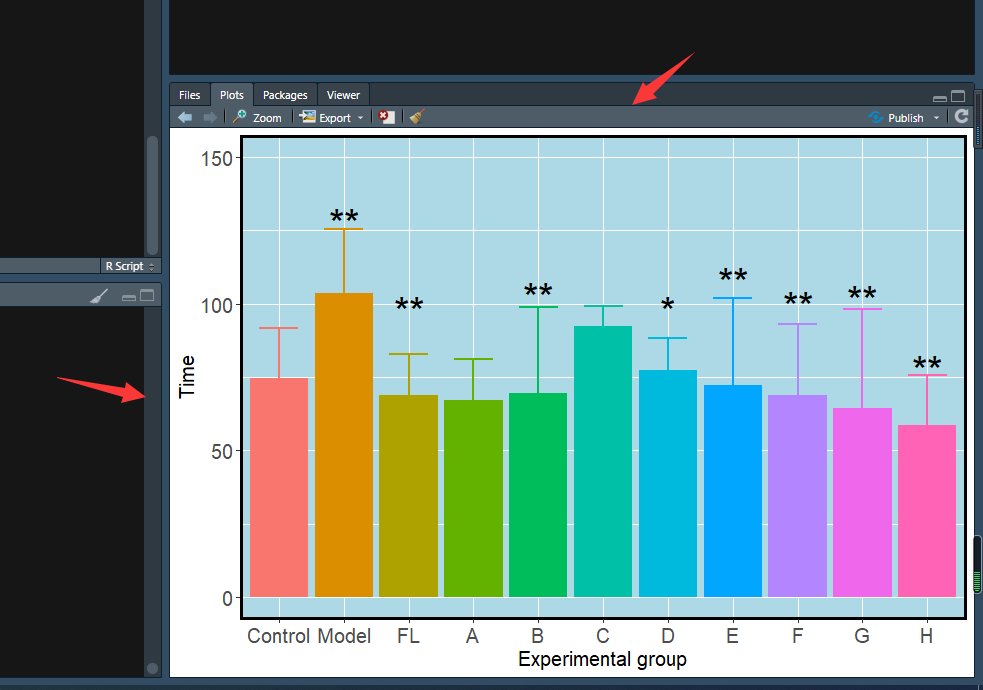 Files Plots Packages Viewer
Zoom Export Publish
R Script
150
100
50
0
Time
**
**
**
*
**
**
**
**
Control Model FL A B C D E F G H
Experimental group